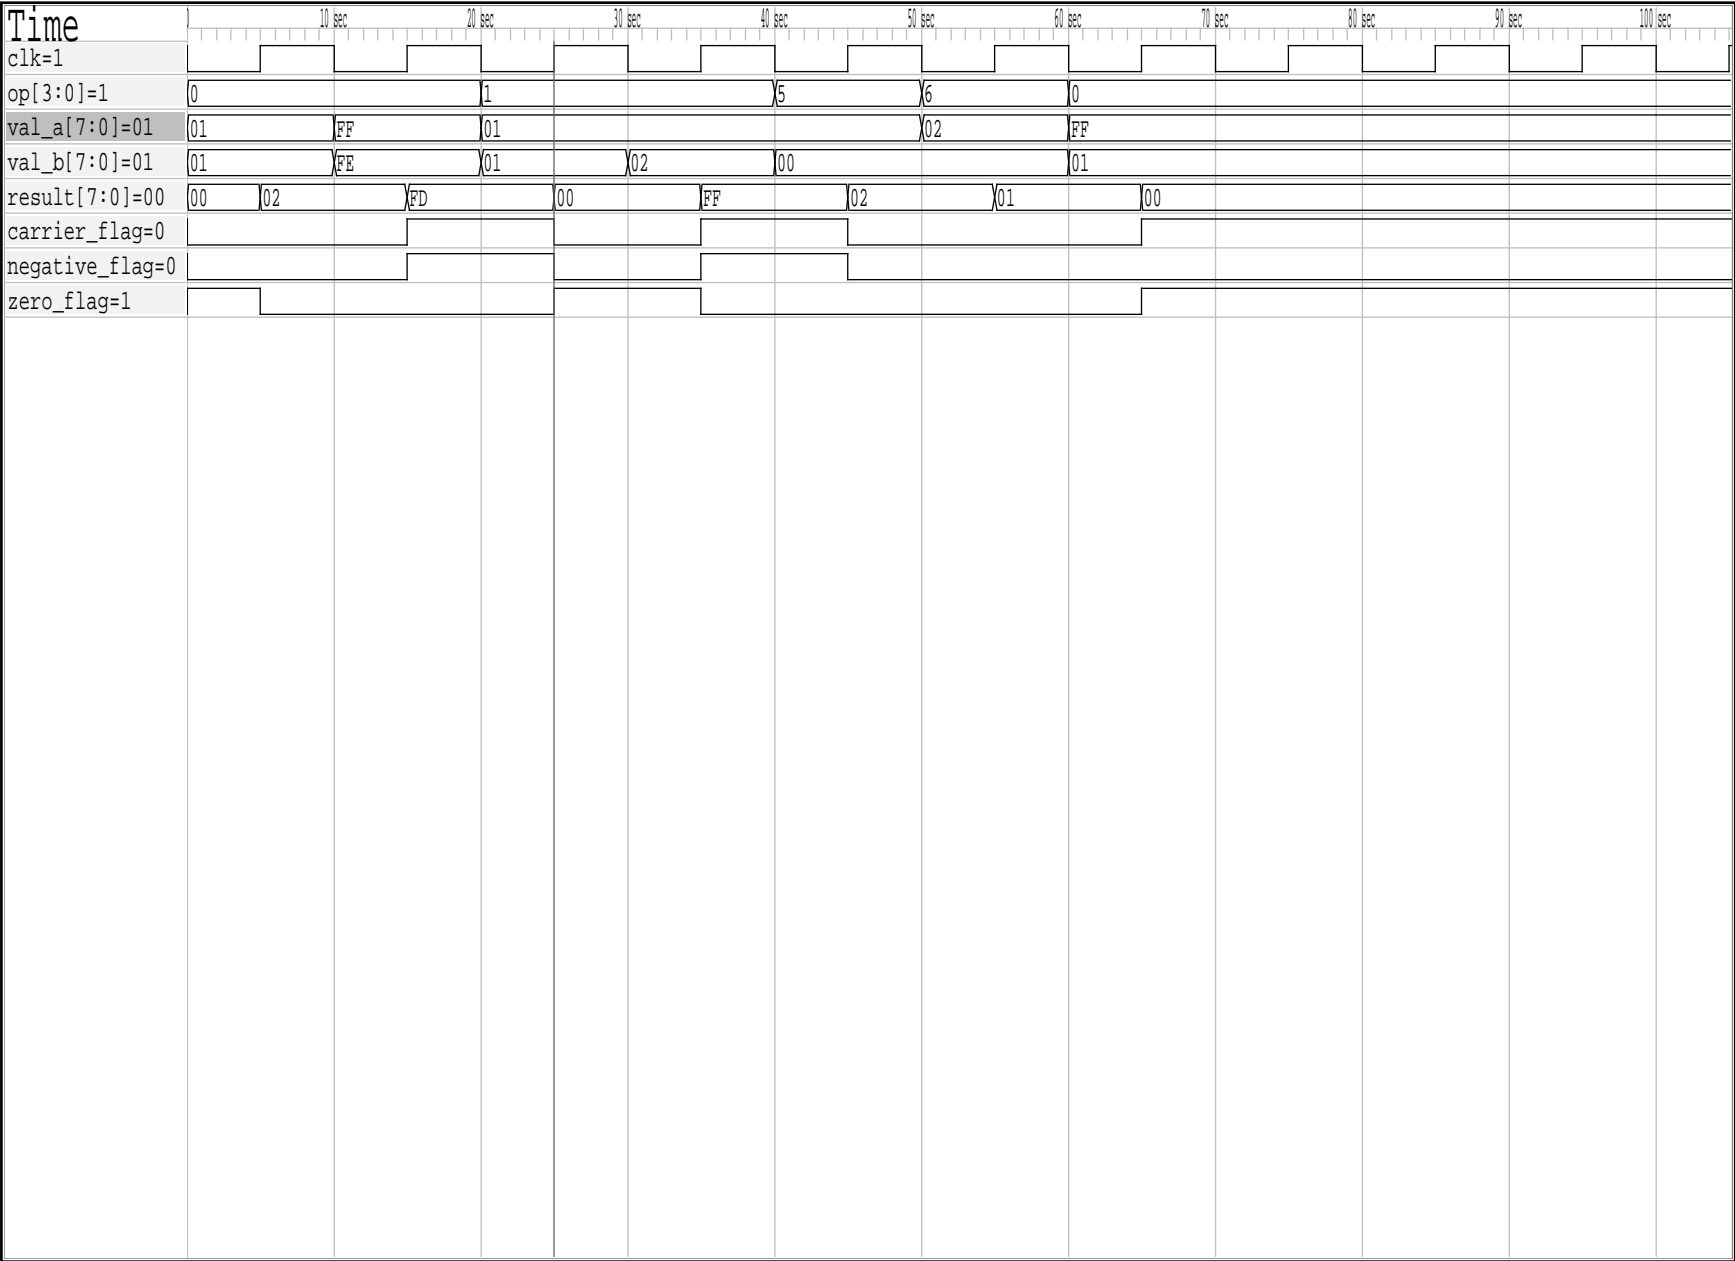 Time 10 sec 20 sec 30 sec 40 sec 50 sec 60 sec 70 sec 80 sec 90 sec 100 sec
clk=1
op[3:0]=1 0 1 5 6 0
val_a[7:0]=01 01 FF 01 02 FF
val_b[7:0]=01 01 FE 01 02 00 01
result[7:0]=00 00 02 FD 00 FF 02 01 00
carrier_flag=0
negative_flag=0
zero_flag=1